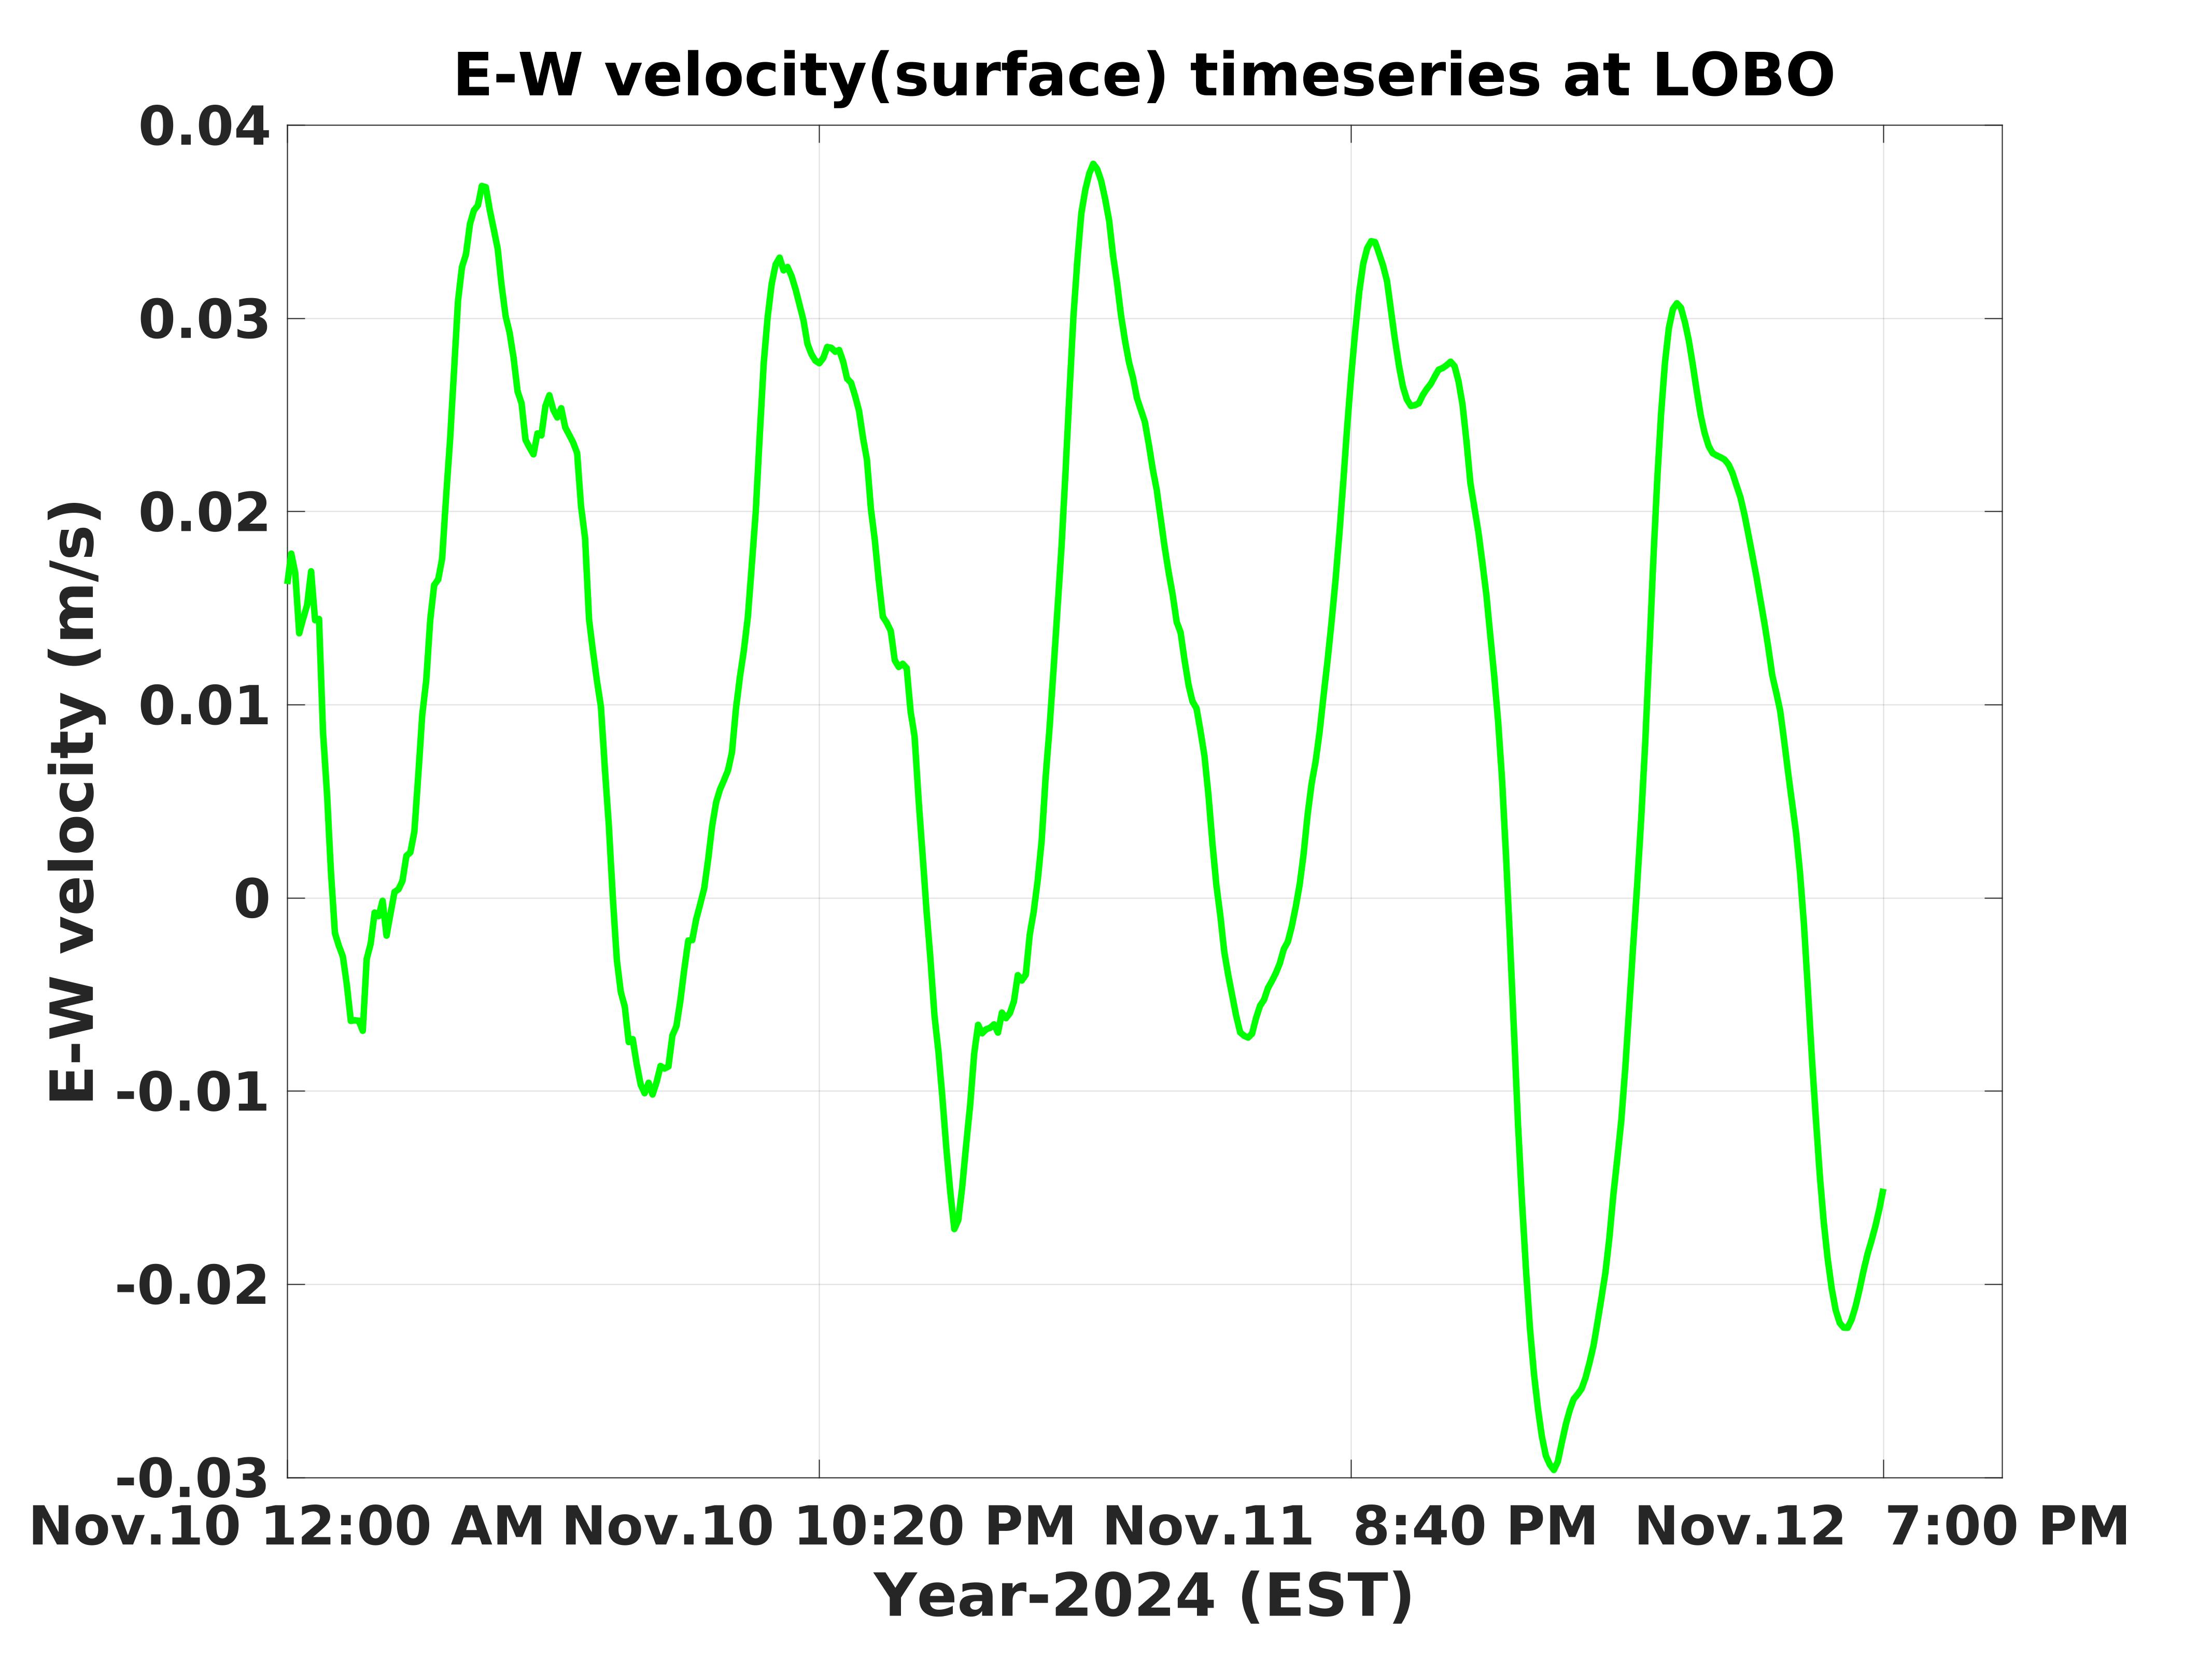 E-W velocity(surface) timeseries at LOBO
0.04
0.03
0.02
0.01
0
-0.01
-0.02
-0.03
E-W velocity (m/s)
Nov.10 12:00 AM Nov.10 10:20 PM Nov.11 8:40 PM Nov.12 7:00 PM
Year-2024 (EST)